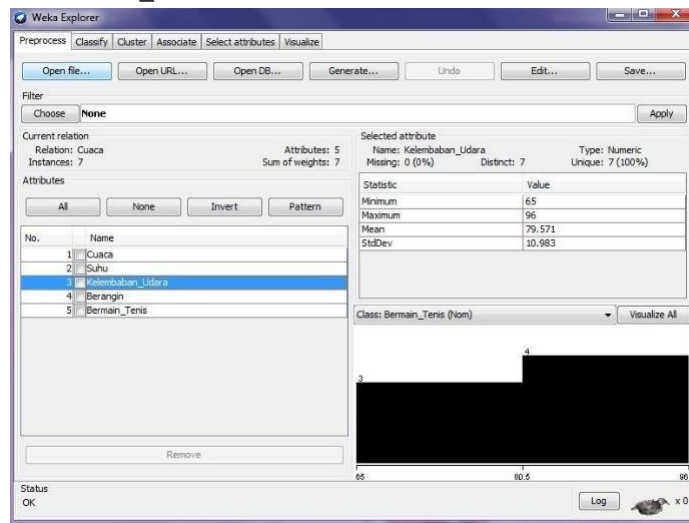 Weka Explorer
Preprocess Classify Cluster Associate Select attributes Visualize
Open file... Open URL... Open DB... Generate... Undo Edit... Save...
Filter
Choose None Apply
Current relation
Relation: Cuaca Attributes: 5
Instances: 7 Sum of weights: 7
Selected attribute
Name: Kelembaban_Udara Type: Numeric
Missing: 0 (0%) Distinct: 7 Unique: 7 (100%)
Attributes
All None Invert Pattern
No. Name
1 Cuaca
2 Suhu
3 Kelembaban_Udara
4 Berangin
5 Bermain_Tenis
Remove
Statistic Value
Minimum 65
Maximum 96
Mean 79.571
StdDev 10.983
Class: Bermain_Tenis (Nom) Visualize All
3 4
65 80.5 96
Status
OK Log x 0